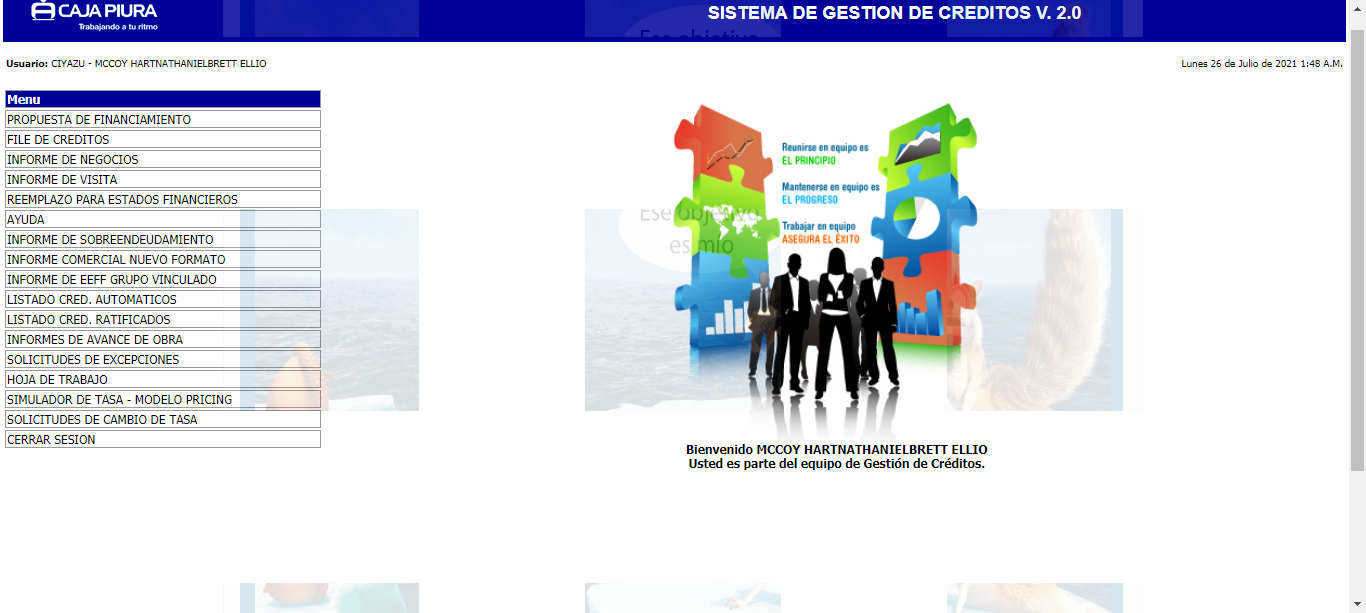 CAJA PIURA
Trabajando a tu ritmo
SISTEMA DE GESTION DE CREDITOS V. 2.0
Ese objetivo
Usuario: CIYAZU - MCCOY HARTNATHANIELBRETT ELLIO
Lunes 26 de Julio de 2021 1:48 A.M.
Menu
PROPUESTA DE FINANCIAMIENTO
FILE DE CREDITOS
INFORME DE NEGOCIOS
INFORME DE VISITA
REEMPLAZO PARA ESTADOS FINANCIEROS
AYUDA
INFORME DE SOBREENDEUDAMIENTO
INFORME COMERCIAL NUEVO FORMATO
INFORME DE EEFF GRUPO VINCULADO
LISTADO CRED. AUTOMATICOS
LISTADO CRED. RATIFICADOS
INFORMES DE AVANCE DE OBRA
SOLICITUDES DE EXCEPCIONES
HOJA DE TRABAJO
SIMULADOR DE TASA - MODELO PRICING
SOLICITUDES DE CAMBIO DE TASA
CERRAR SESION
Reunirse en equipo es
EL PRINCIPIO
Mantenerse en equipo es
EL PROGRESO
Trabajar en equipo
ASEGURA EL ÉXITO
Ese objetivo
es mío
Bienvenido MCCOY HARTNATHANIELBRETT ELLIO
Usted es parte del equipo de Gestión de Créditos.